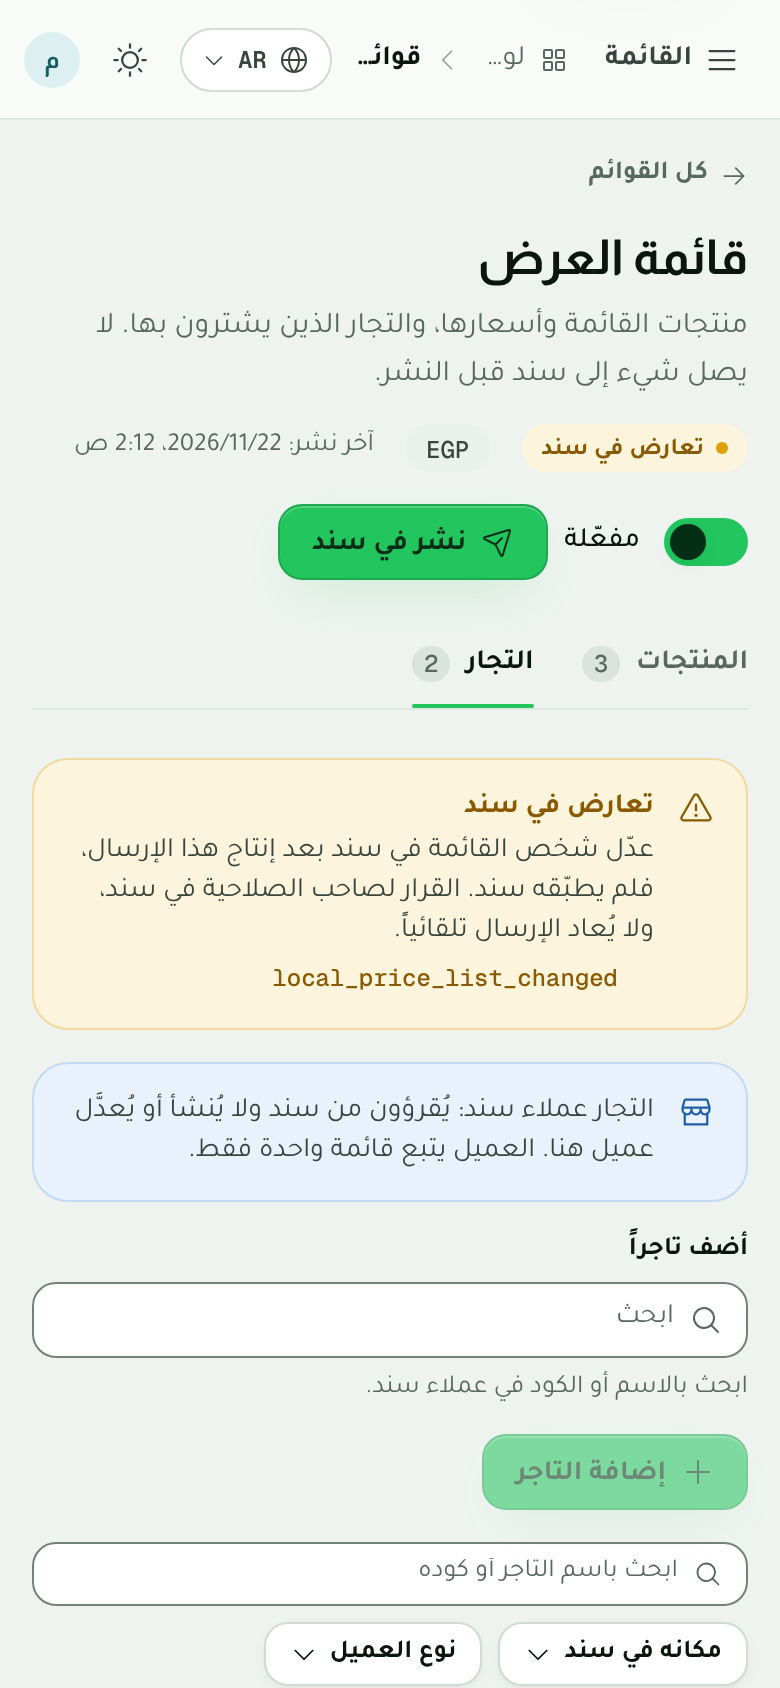 القائمة
لو...
قوائـ...
AR
م
كل القوائم
قائمة العرض
منتجات القائمة وأسعارها، والتجار الذين يشترون بها. لا
يصل شيء إلى سند قبل النشر.
تعارض في سند
EGP
آخر نشر: 2026/11/22، 2:12 ص
مفعّلة
نشر في سند
المنتجات 3
التجار 2
تعارض في سند
عدّل شخص القائمة في سند بعد إنتاج هذا الإرسال،
فلم يطبّقه سند. القرار لصاحب الصلاحية في سند،
ولا يُعاد الإرسال تلقائياً.
local_price_list_changed
التجار عملاء سند: يُقرؤون من سند ولا يُنشأ أو يُعدَّل
عميل هنا. العميل يتبع قائمة واحدة فقط.
أضف تاجراً
ابحث
ابحث بالاسم أو الكود في عملاء سند.
إضافة التاجر
ابحث باسم التاجر أو كوده
مكانه في سند
نوع العميل